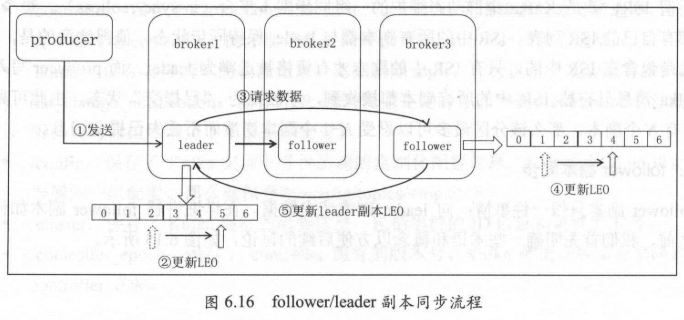 producer
broker1
broker2
broker3
③请求数据
①发送
leader
follower
follower
0 1 2 3 4 5 6
④更新LEO
⑤更新leader副本LEO
0 1 2 3 4 5 6
②更新LEO
图 6.16 follower/leader 副本同步流程